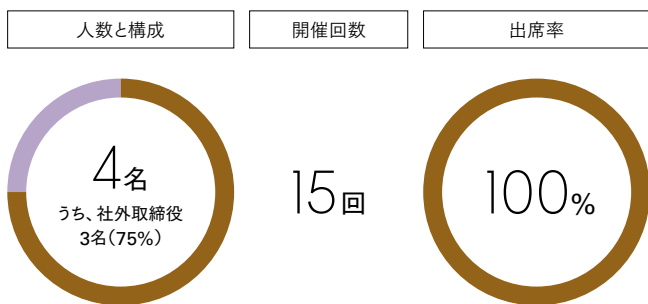 人数と構成
開催回数
出席率
4名
うち、社外取締役
3名(75%)
15回
100%